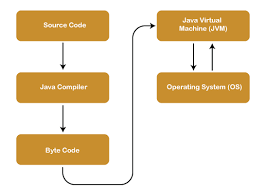 Source Code
Java Compiler
Byte Code
Java Virtual
Machine (JVM)
Operating System (OS)